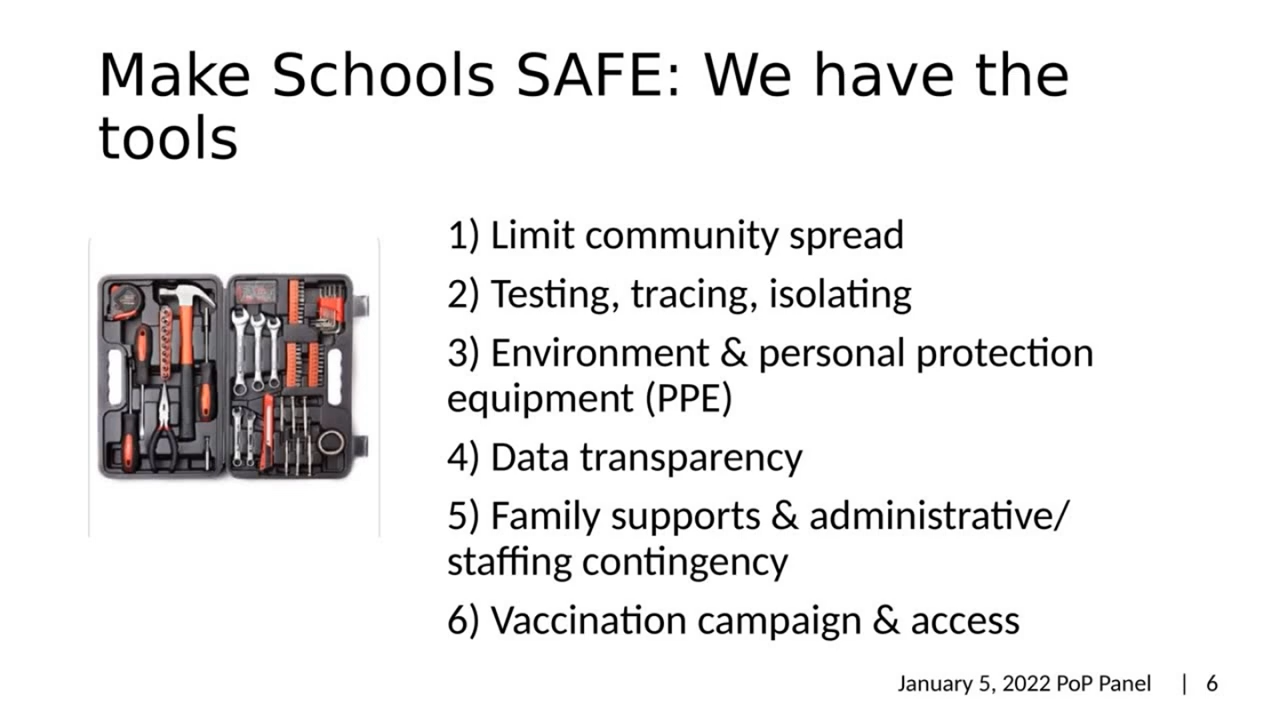 Make Schools SAFE: We have the
tools
1) Limit community spread
2) Testing, tracing, isolating
3) Environment & personal protection
equipment (PPE)
4) Data transparency
5) Family supports & administrative/
staffing contingency
6) Vaccination campaign & access
January 5, 2022 PoP Panel | 6